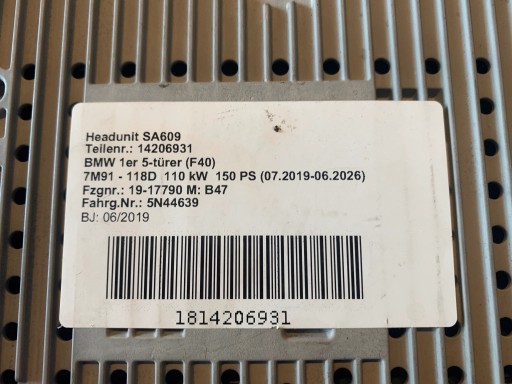 Headunit SA609
Teilenr.: 14206931
BMW 1er 5-türer (F40)
7M91 - 118D 110 kW 150 PS (07.2019-06.2026)
Fzgnr.: 19-17790 M: B47
Fahrg.Nr.: 5N44639
BJ: 06/2019
1814206931